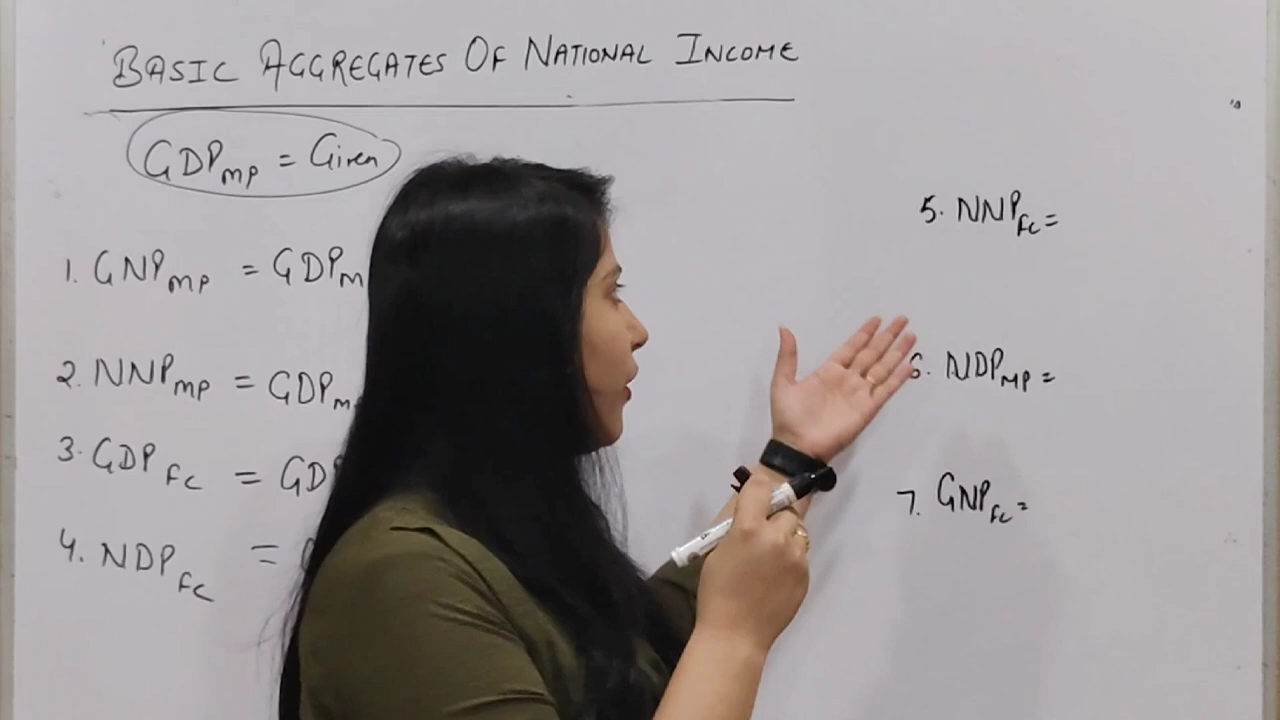 BASIC AGGREGATES OF NATIONAL INCOME
GDPMP = Given
1. GNPMP = GDPM
2. NNPMP = GDPM
3. GDPFC = GD
4. NDPFC =
5. NNPFC =
6. NDPMP =
7. GNPFC =